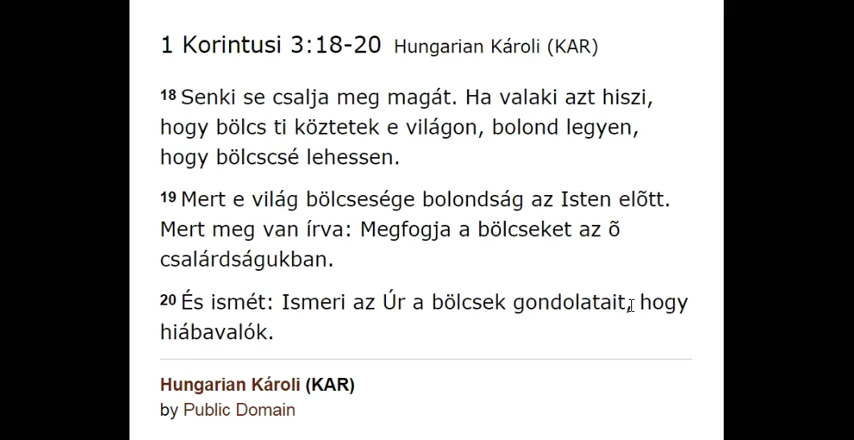 1 Korintusi 3:18-20 Hungarian Károli (KAR)
18 Senki se csalja meg magát. Ha valaki azt hiszi,
hogy bölcs ti köztetek e világon, bolond legyen,
hogy bölcscsé lehessen.
19 Mert e világ bölcsesége bolondság az Isten elõtt.
Mert meg van írva: Megfogja a bölcseket az õ
csalárdságukban.
20 És ismét: Ismeri az Úr a bölcsek gondolatait, hogy
hiábavalók.
Hungarian Károli (KAR)
by Public Domain